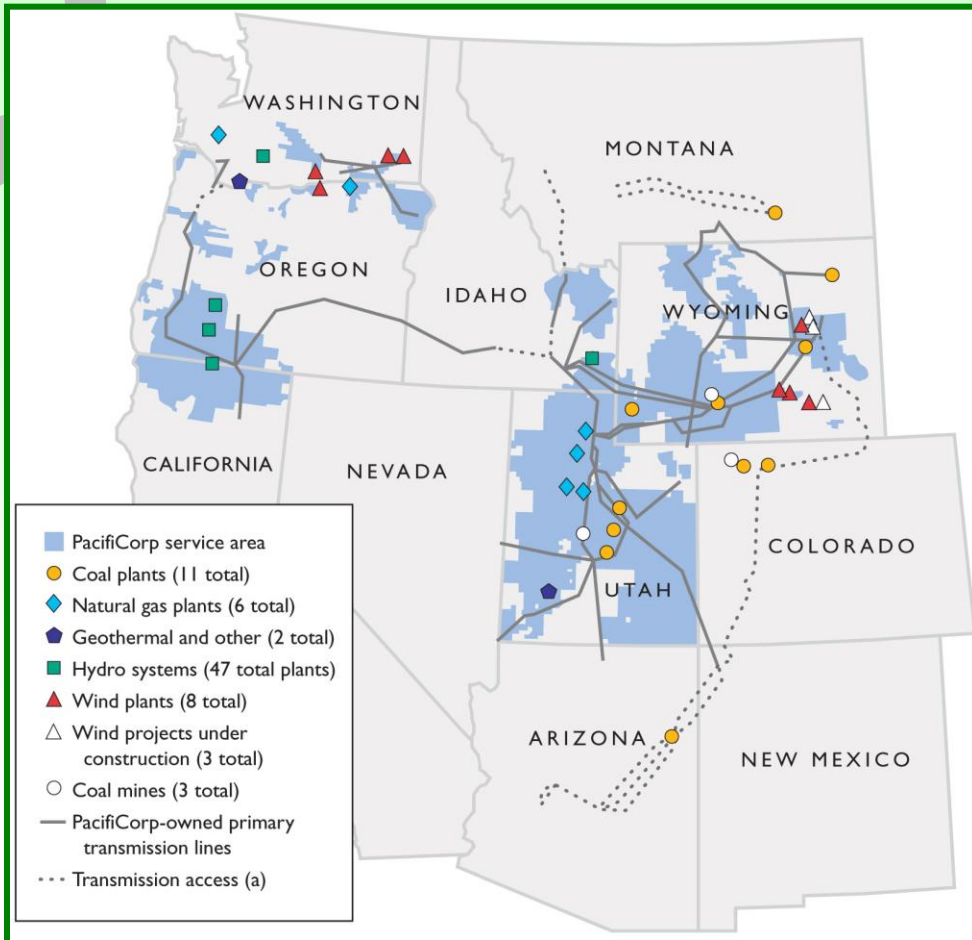 WASHINGTON
MONTANA
OREGON
IDAHO
WYOMING
CALIFORNIA
NEVADA
UTAH
COLORADO
ARIZONA
NEW MEXICO
PacifiCorp service area
Coal plants (11 total)
Natural gas plants (6 total)
Geothermal and other (2 total)
Hydro systems (47 total plants)
Wind plants (8 total)
Wind projects under
construction (3 total)
Coal mines (3 total)
PacifiCorp-owned primary
transmission lines
Transmission access (a)